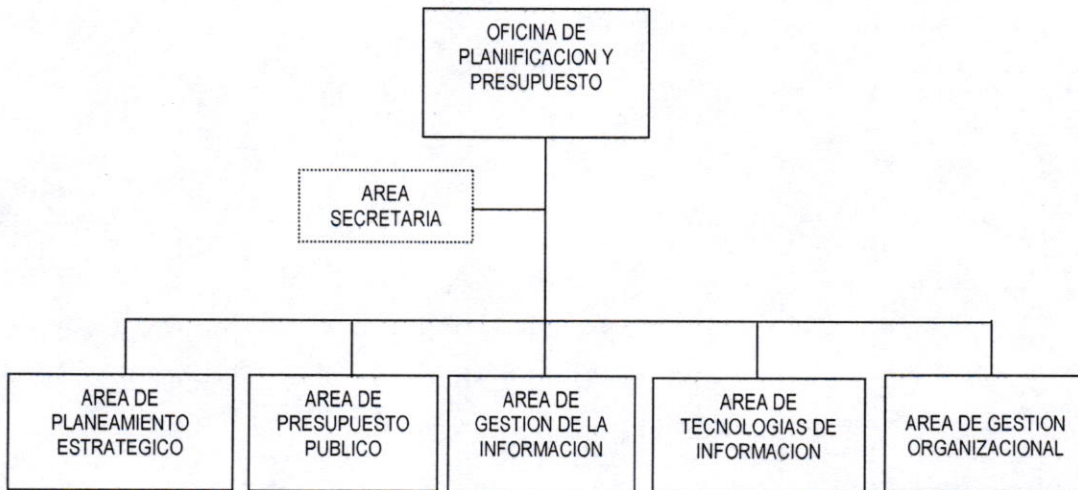 OFICINA DE
PLANIIFICACION Y
PRESUPUESTO
AREA
SECRETARIA
AREA DE
PLANEAMIENTO
ESTRATEGICO
AREA DE
PRESUPUESTO
PUBLICO
AREA DE
GESTION DE LA
INFORMACION
AREA DE
TECNOLOGIAS DE
INFORMACION
AREA DE GESTION
ORGANIZACIONAL